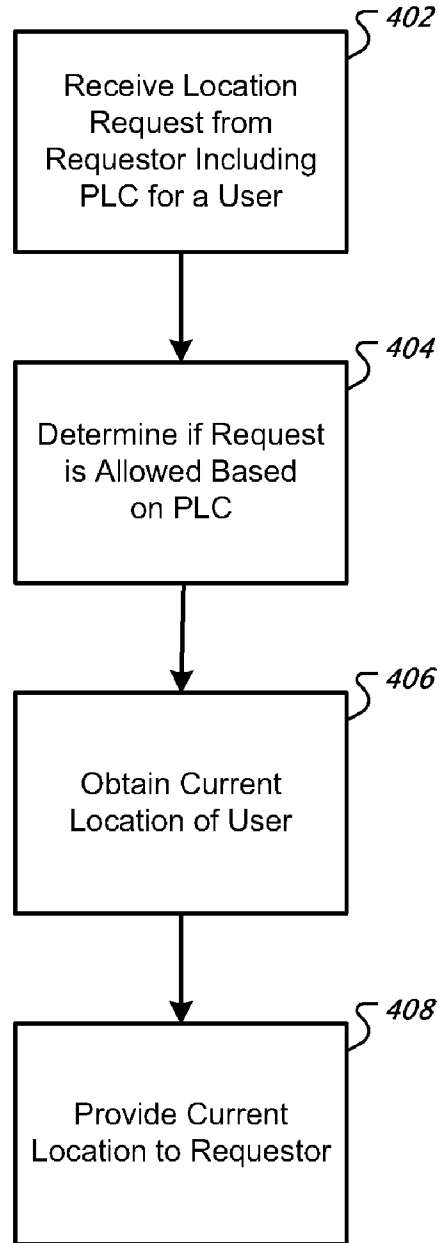 402
Receive Location
Request from
Requestor Including
PLC for a User
404
Determine if Request
is Allowed Based
on PLC
406
Obtain Current
Location of User
408
Provide Current
Location to Requestor